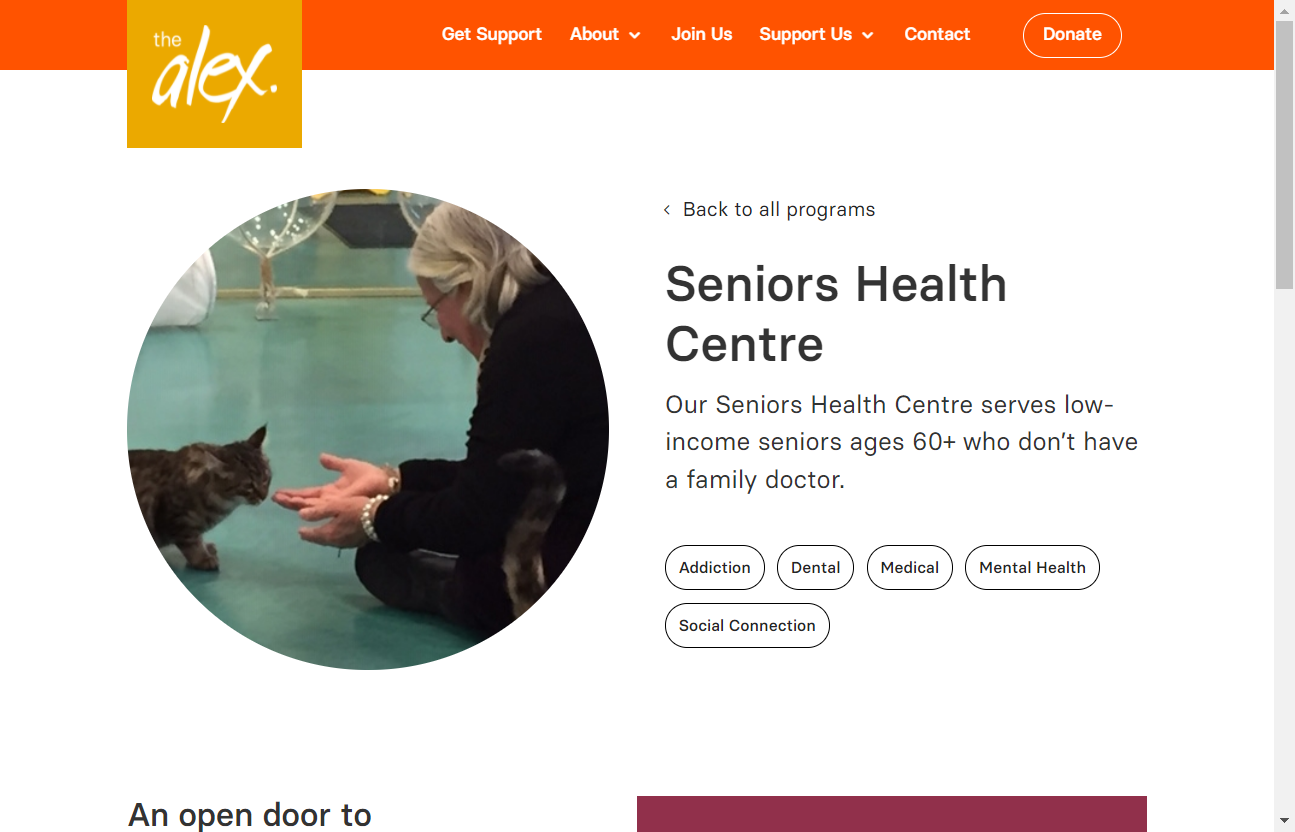 the
alex.
Get Support
About
Join Us
Support Us
Contact
Donate
Back to all programs
Seniors Health
Centre
Our Seniors Health Centre serves low-
income seniors ages 60+ who don’t have
a family doctor.
Addiction
Dental
Medical
Mental Health
Social Connection
An open door to